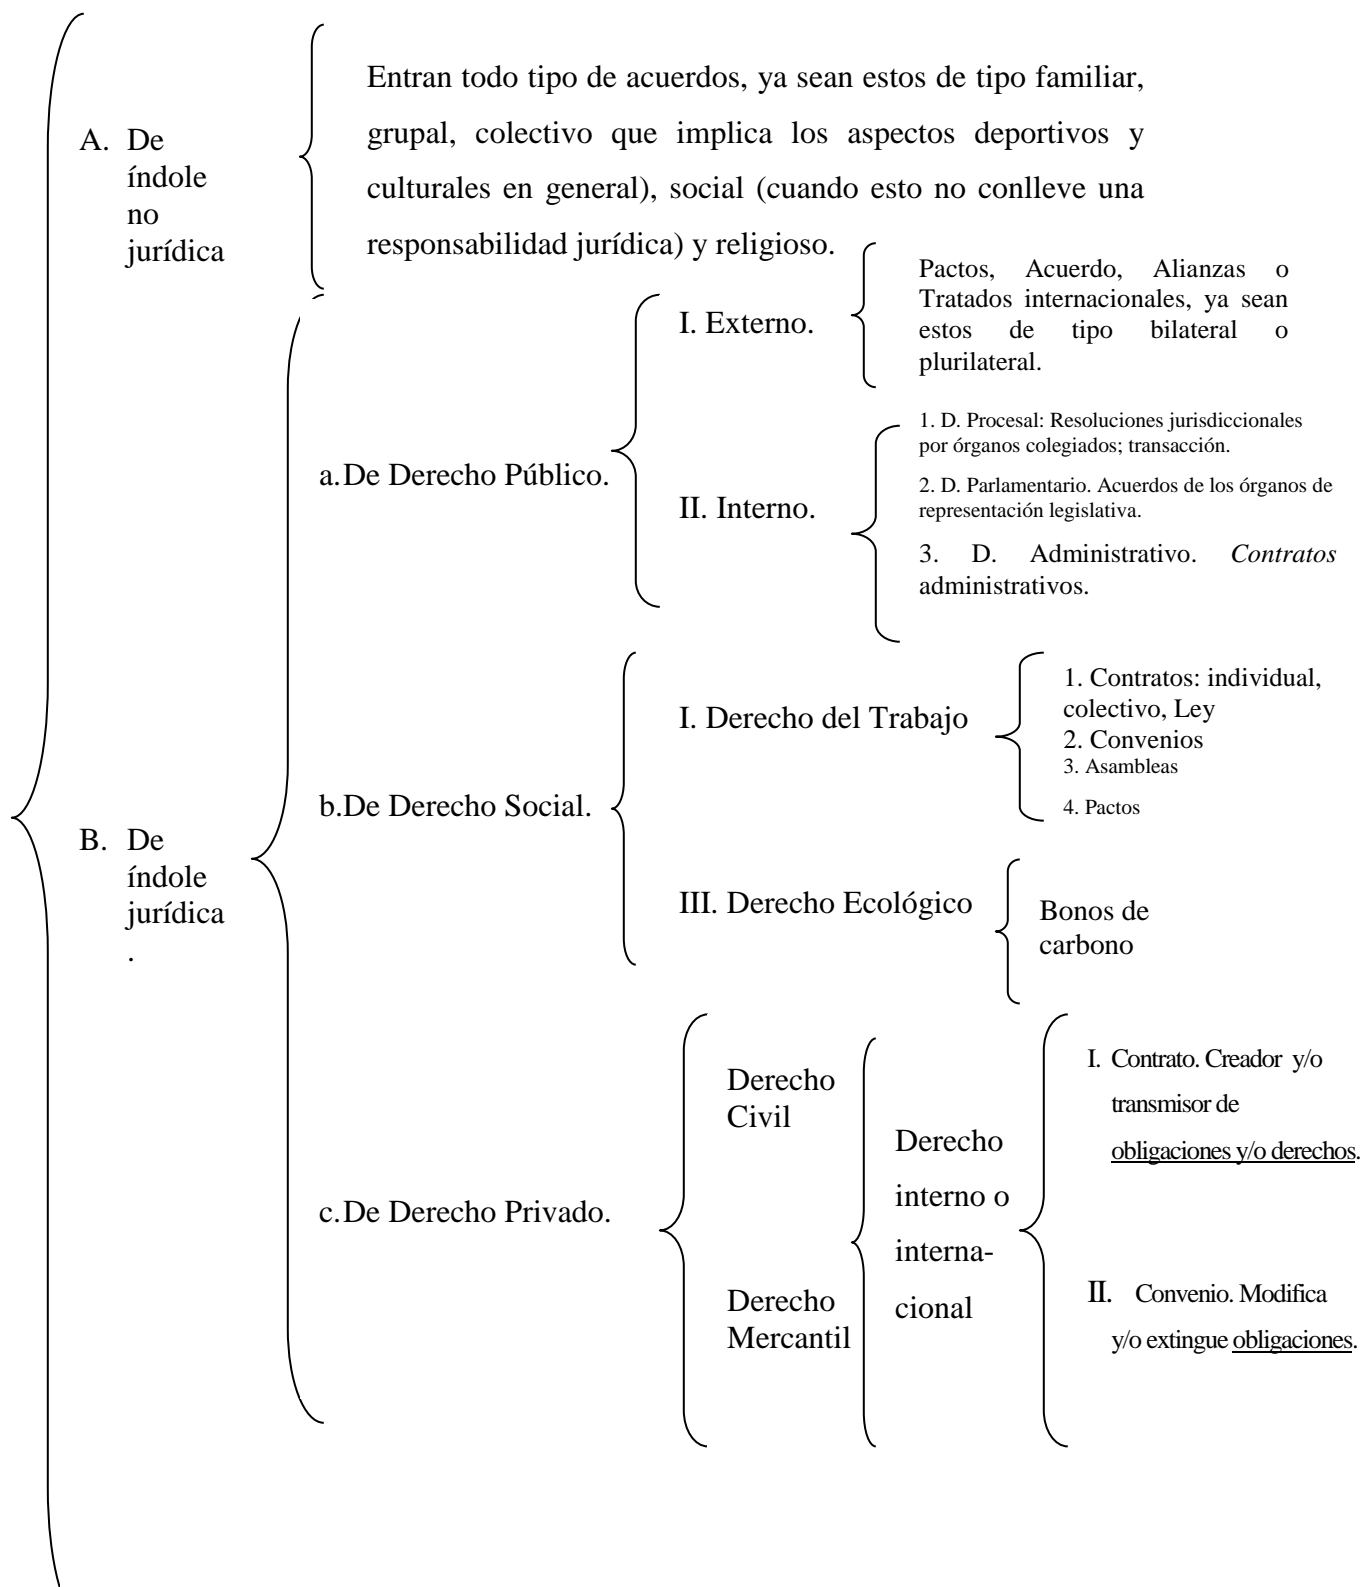 A. De
índole
no
jurídica
Entran todo tipo de acuerdos, ya sean estos de tipo familiar,
grupal, colectivo que implica los aspectos deportivos y
culturales en general), social (cuando esto no conlleve una
responsabilidad jurídica) y religioso.
B. De
índole
jurídica
.
a.De Derecho Público.
I. Externo.
Pactos, Acuerdo, Alianzas o
Tratados internacionales, ya sean
estos de tipo bilateral o
plurilateral.
II. Interno.
1. D. Procesal: Resoluciones jurisdiccionales
por órganos colegiados; transacción.
2. D. Parlamentario. Acuerdos de los órganos de
representación legislativa.
3. D. Administrativo. Contratos
administrativos.
b.De Derecho Social.
I. Derecho del Trabajo
1. Contratos: individual,
colectivo, Ley
2. Convenios
3. Asambleas
4. Pactos
III. Derecho Ecológico
Bonos de
carbono
c.De Derecho Privado.
Derecho
Civil
Derecho
Mercantil
Derecho
interno o
interna-
cional
I. Contrato. Creador y/o
transmisor de
obligaciones y/o derechos.
II. Convenio. Modifica
y/o extingue obligaciones.